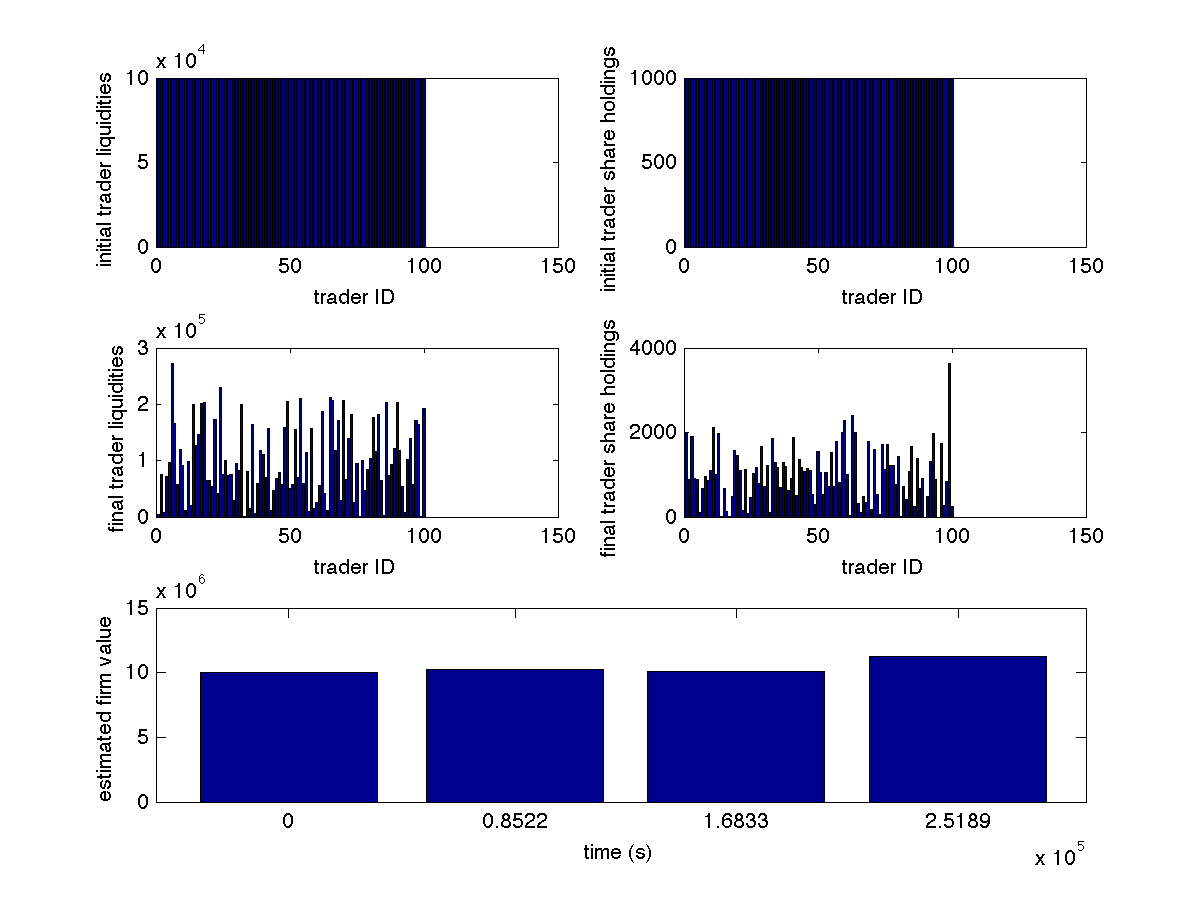 x 10^4
10
5
0
0 50 100 150
trader ID
initial trader liquidities
1000
500
0
0 50 100 150
trader ID
initial trader share holdings
x 10^5
3
2
1
0
0 50 100 150
trader ID
final trader liquidities
4000
2000
0
0 50 100 150
trader ID
final trader share holdings
x 10^6
15
10
5
0
0 0.8522 1.6833 2.5189
time (s)
x 10^5
estimated firm value